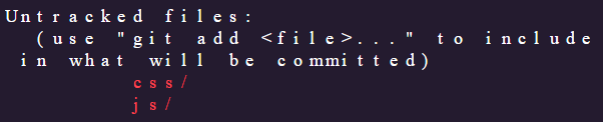 Untracked files:
(use "git add <file>..." to include
in what will be committed)
css/
js/